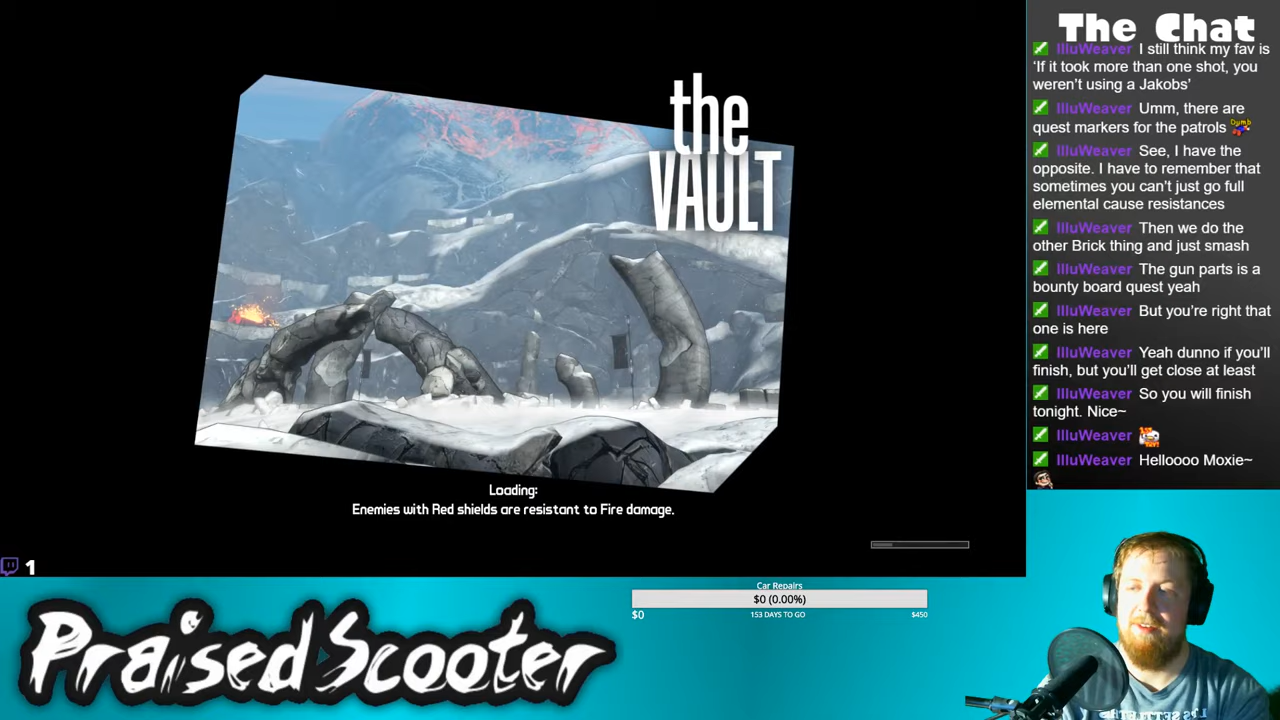 the
VAULT
Loading:
Enemies with Red shields are resistant to Fire damage.
1
PraisedScooter
Car Repairs
$0 (0.00%)
$0
153 DAYS TO GO
$450
The Chat
IlluWeaver I still think my fav is
'If it took more than one shot, you
weren't using a Jakobs'
IlluWeaver Umm, there are
quest markers for the patrols
IlluWeaver See, I have the
opposite. I have to remember that
sometimes you can't just go full
elemental cause resistances
IlluWeaver Then we do the
other Brick thing and just smash
IlluWeaver The gun parts is a
bounty board quest yeah
IlluWeaver But you're right that
one is here
IlluWeaver Yeah dunno if you'll
finish, but you'll get close at least
IlluWeaver So you will finish
tonight. Nice~
IlluWeaver
IlluWeaver Helloooo Moxie~